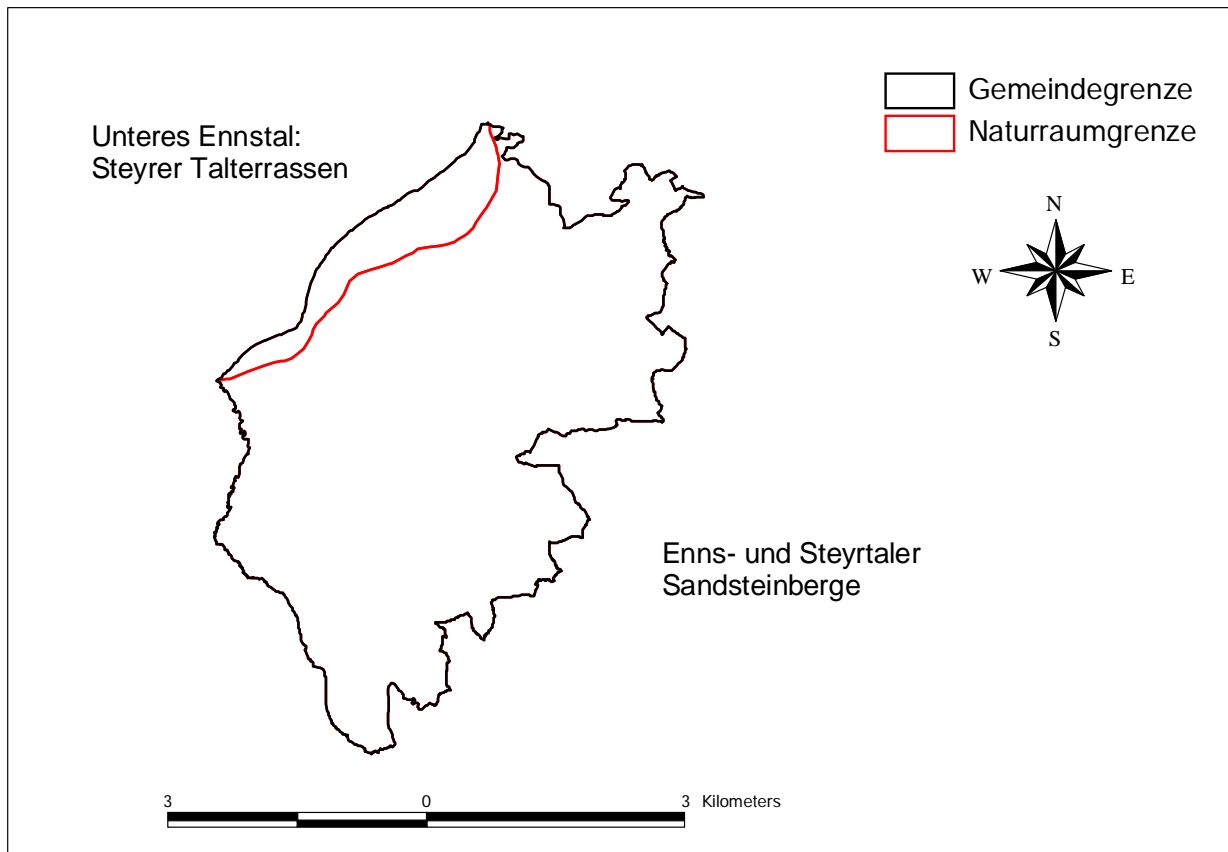 Unteres Ennstal:
Steyrer Talterrassen
Gemeindegrenze
Naturraumgrenze
N
W E
S
Enns- und Steyrtaler
Sandsteinberge
3 0 3 Kilometers